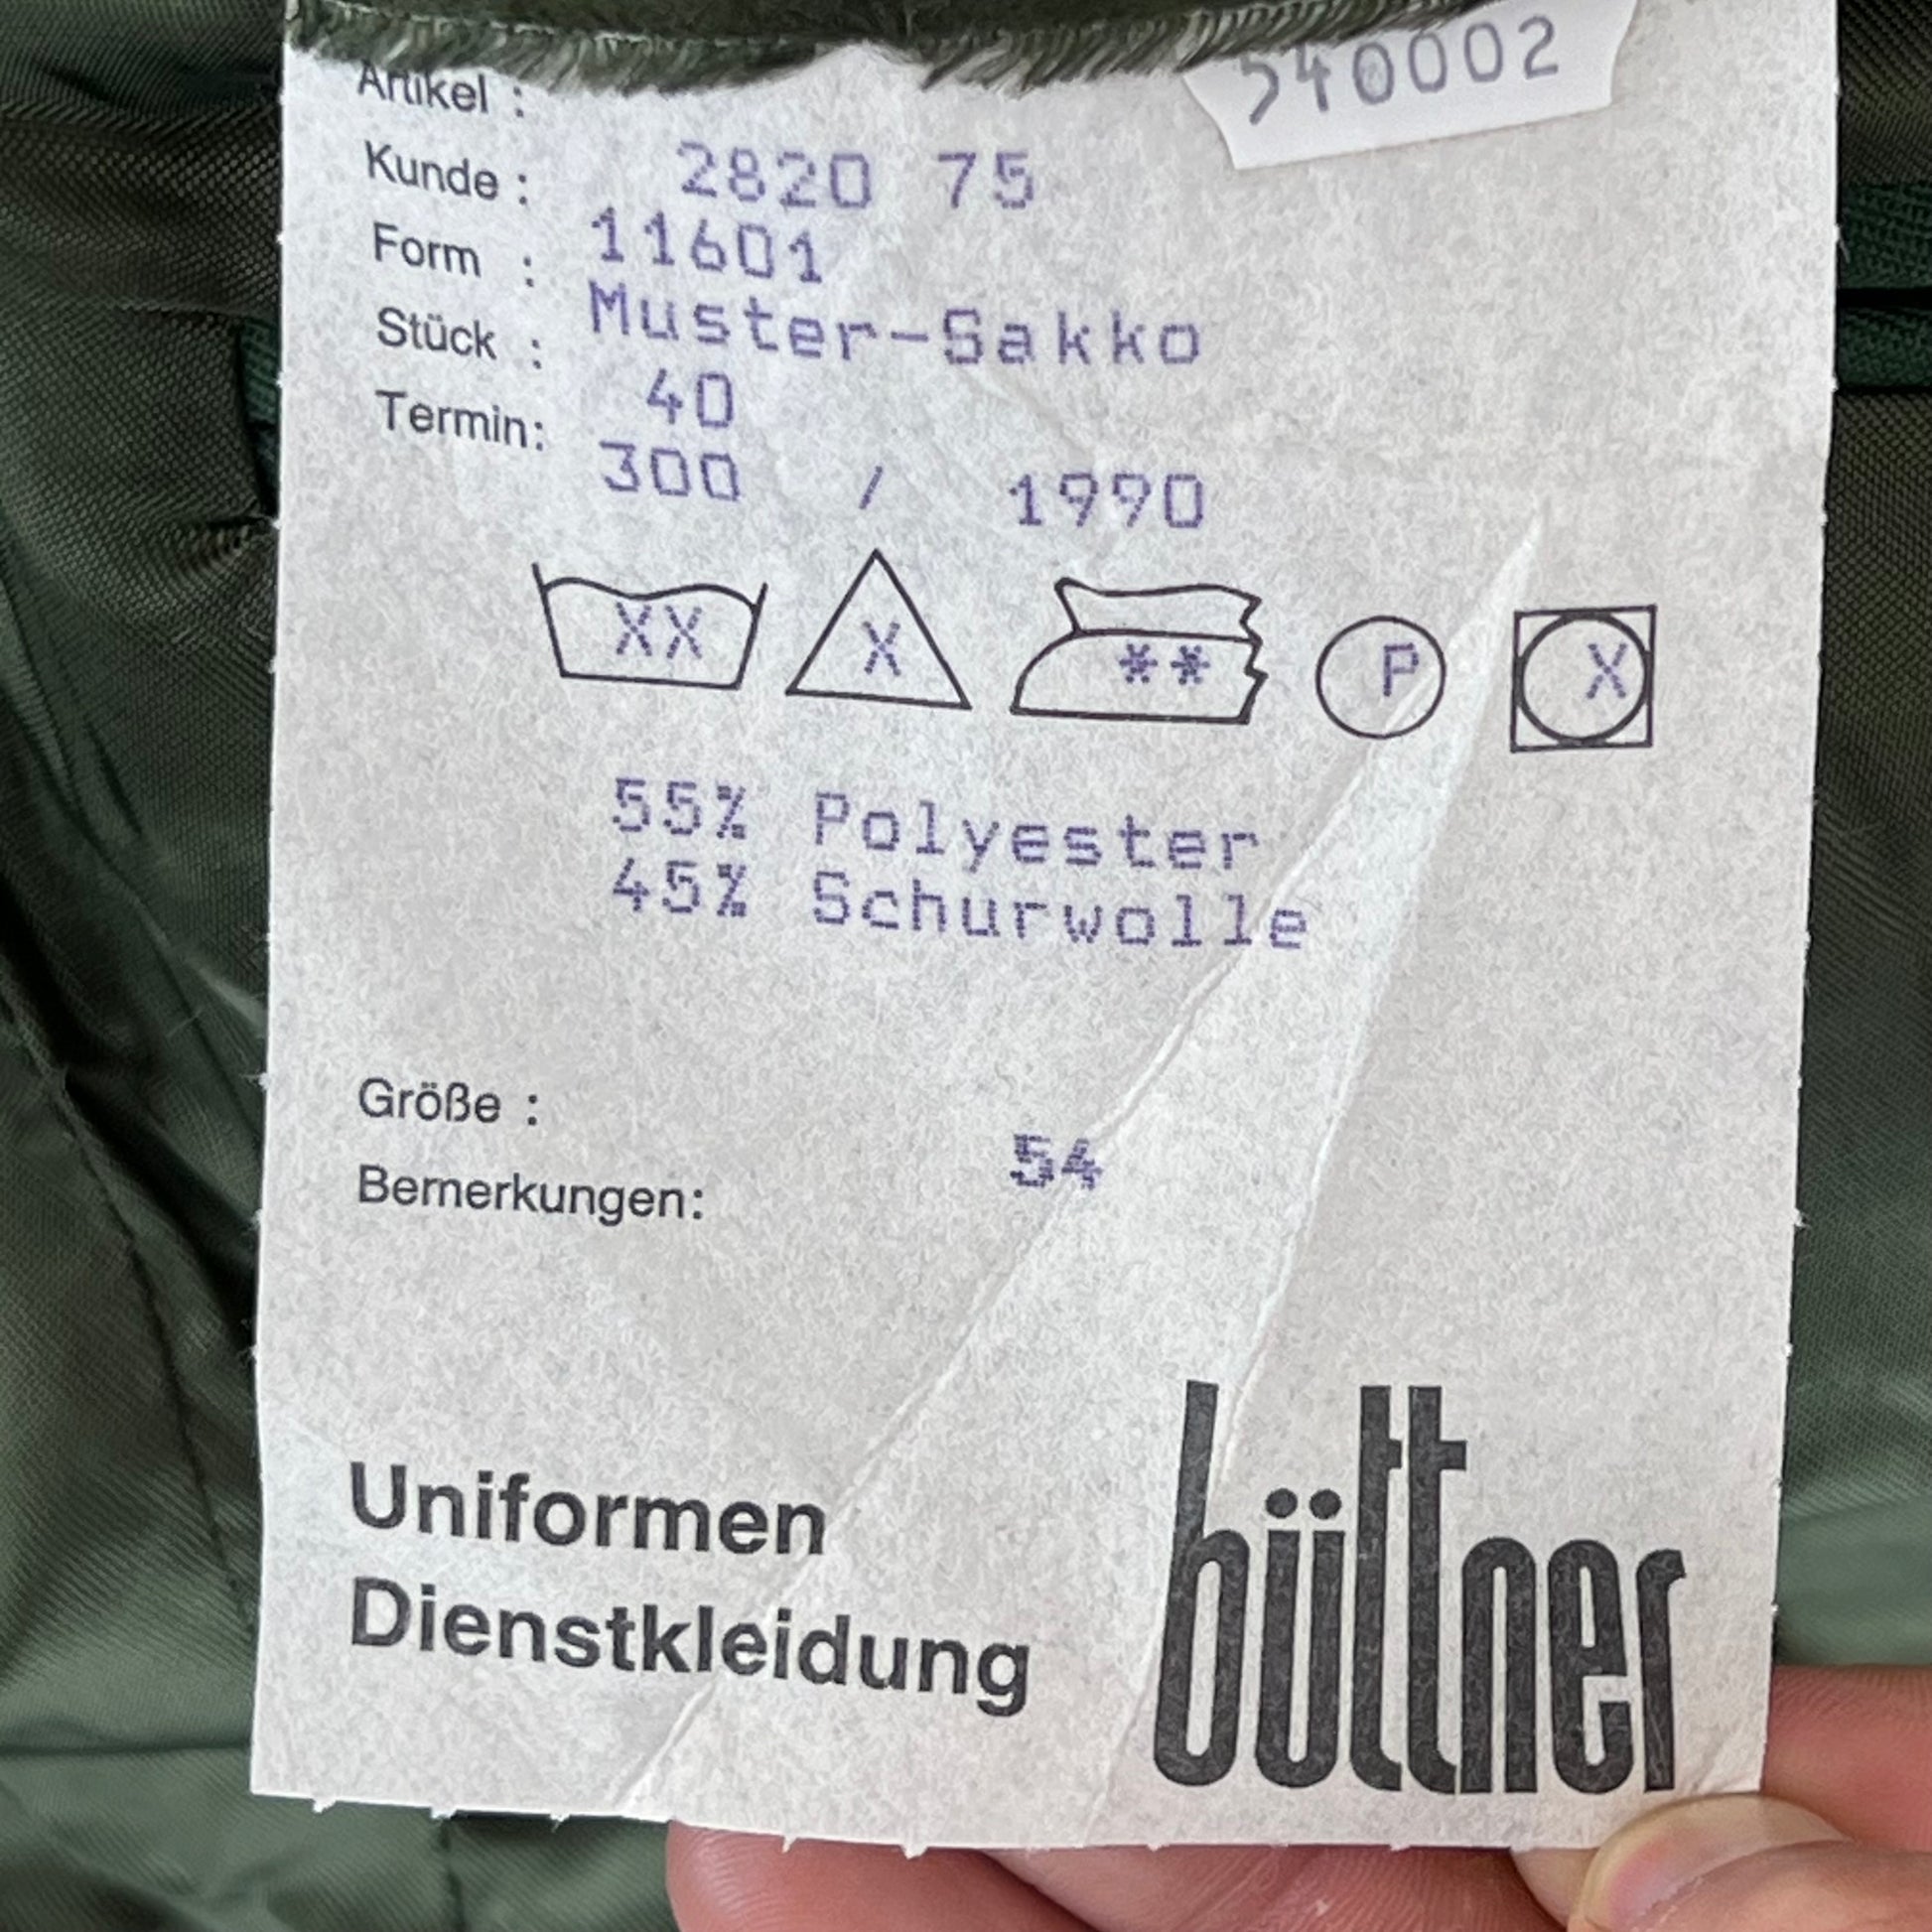 540002
Artikel :
Kunde : 2820 75
Form : 11601
Stück : Muster-Sakko
Termin: 40
300 / 1990
XX X ** P X
55% Polyester
45% Schurwolle
Größe :
54
Bemerkungen:
Uniformen
Dienstkleidung
büttner